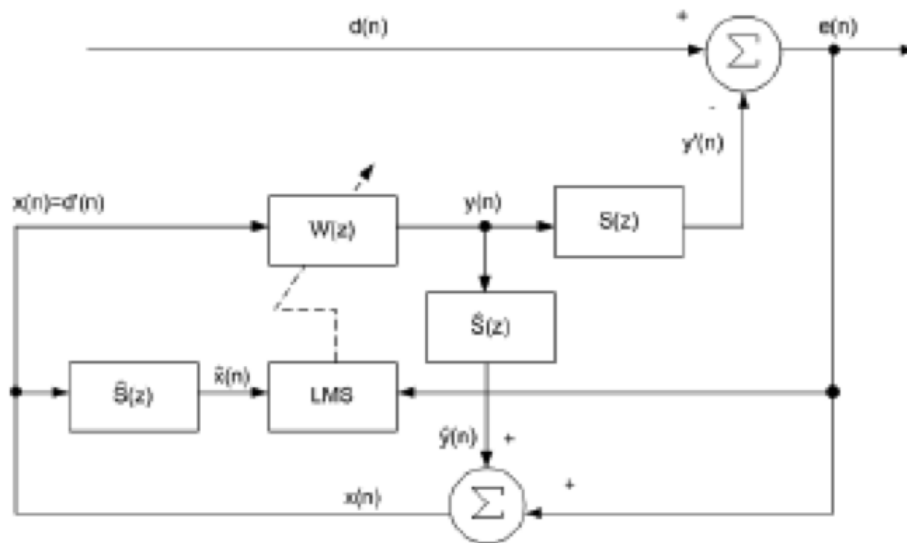 d(n)
+
Σ
e(n)
-
y'(n)
x(n)=d'(n)
W(z)
y(n)
S(z)
Ŝ(z)
Ŝ(z)
x̂(n)
LMS
ŷ(n)
+
+
x(n)
Σ